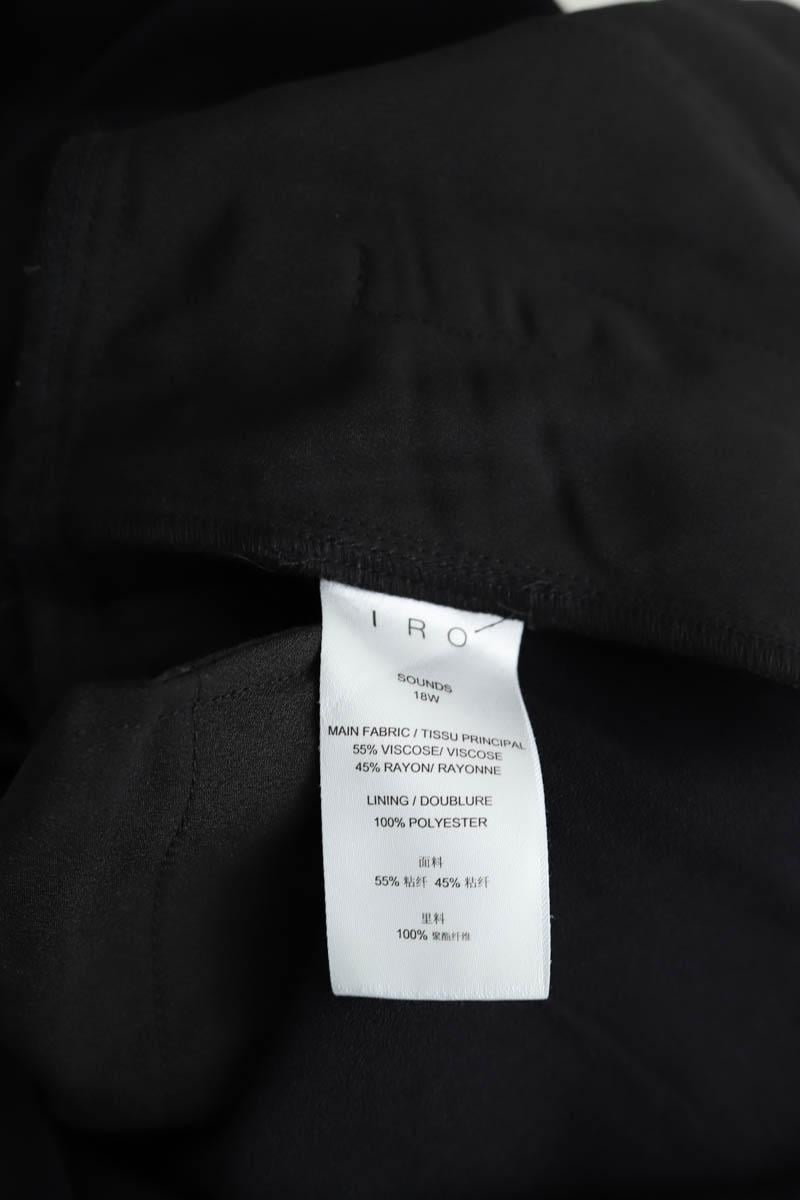 IRO
SOUNDS
18W
MAIN FABRIC / TISSU PRINCIPAL
55% VISCOSE/ VISCOSE
45% RAYON/ RAYONNE
LINING / DOUBLURE
100% POLYESTER
面料
55% 粘纤 45% 粘纤
里料
100% 聚酯纤维